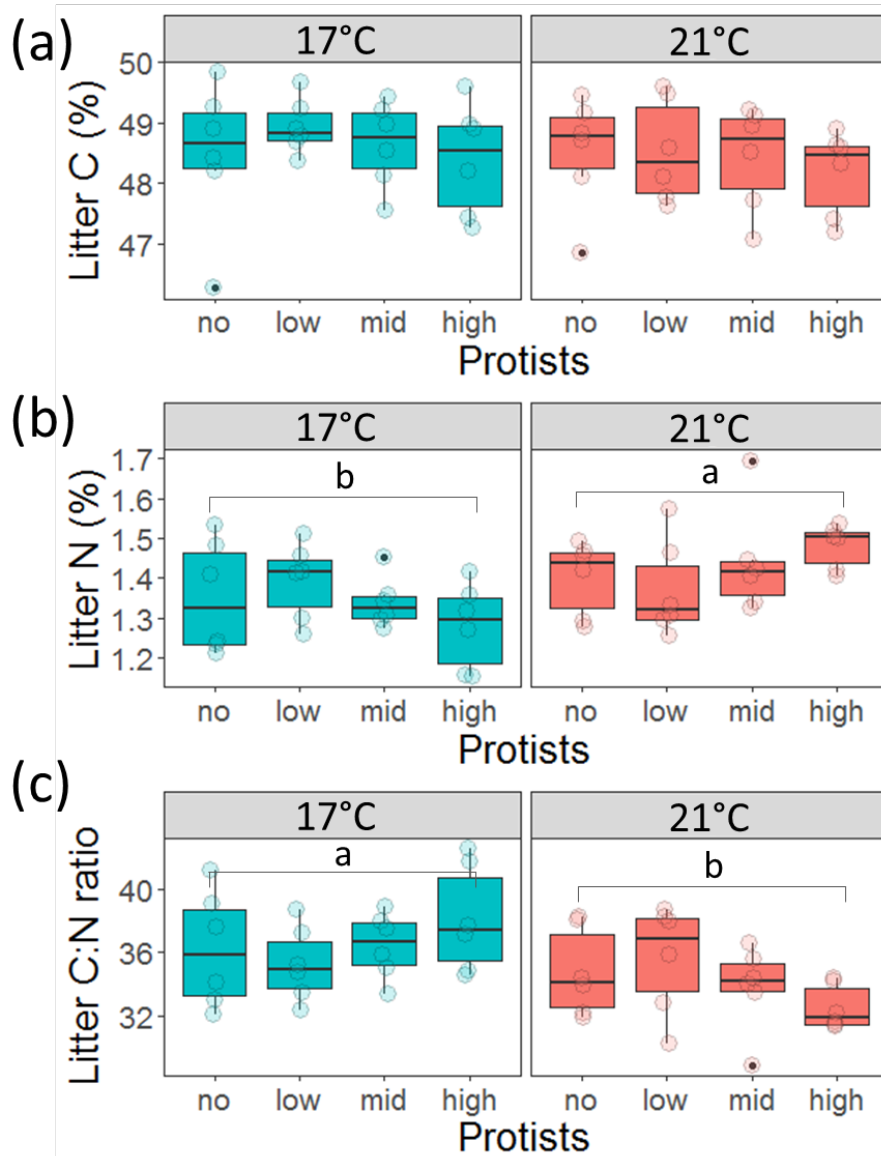 (a)
17°C 21°C
Litter C (%)
50
49
48
47
no low mid high no low mid high
Protists
(b)
17°C 21°C
Litter N (%)
1.7
1.6
1.5
1.4
1.3
1.2
b a
no low mid high no low mid high
Protists
(c)
17°C 21°C
Litter C:N ratio
40
36
32
a b
no low mid high no low mid high
Protists